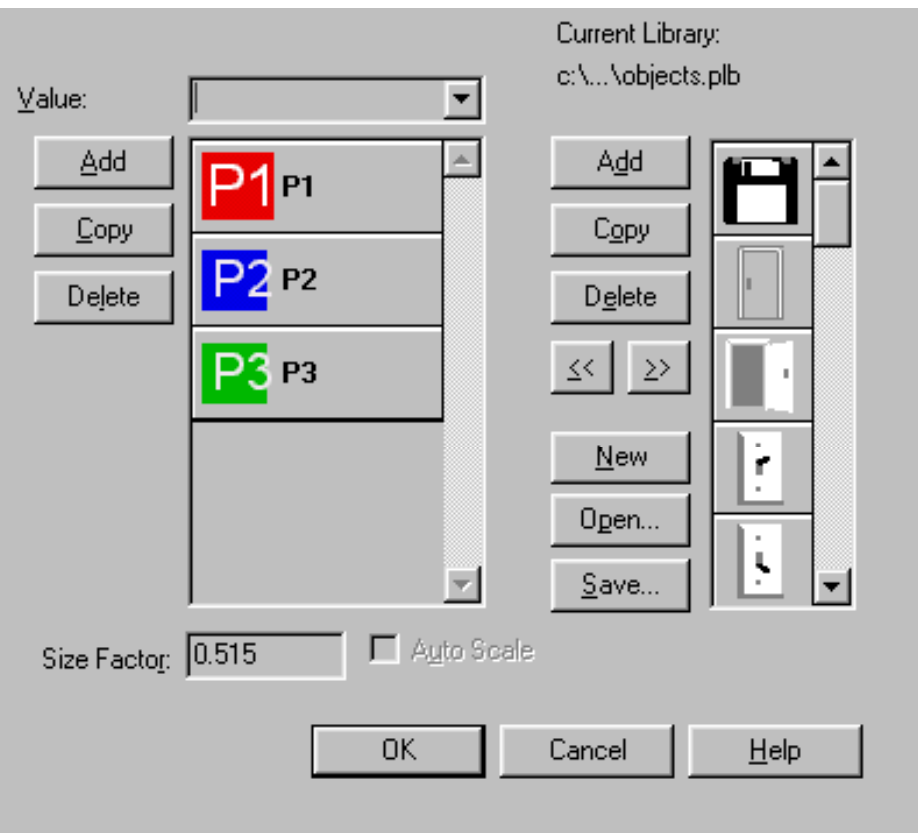 Current Library:
c:\...\objects.plb
Value:
Add
Copy
Delete
P1 P1
P2 P2
P3 P3
Add
Copy
Delete
<< >>
New
Open...
Save...
Size Factor: 0.515 Auto Scale
OK Cancel Help